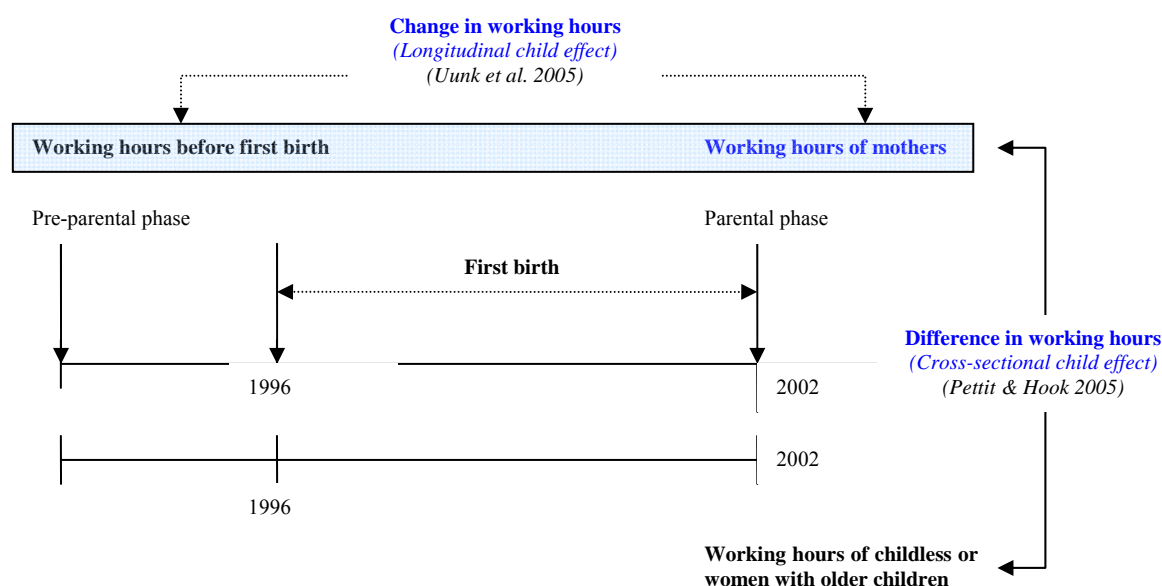 Change in working hours
(Longitudinal child effect)
(Uunk et al. 2005)
Working hours before first birth
Working hours of mothers
Pre-parental phase
Parental phase
First birth
Difference in working hours
(Cross-sectional child effect)
(Pettit & Hook 2005)
1996
2002
2002
1996
Working hours of childless or
women with older children